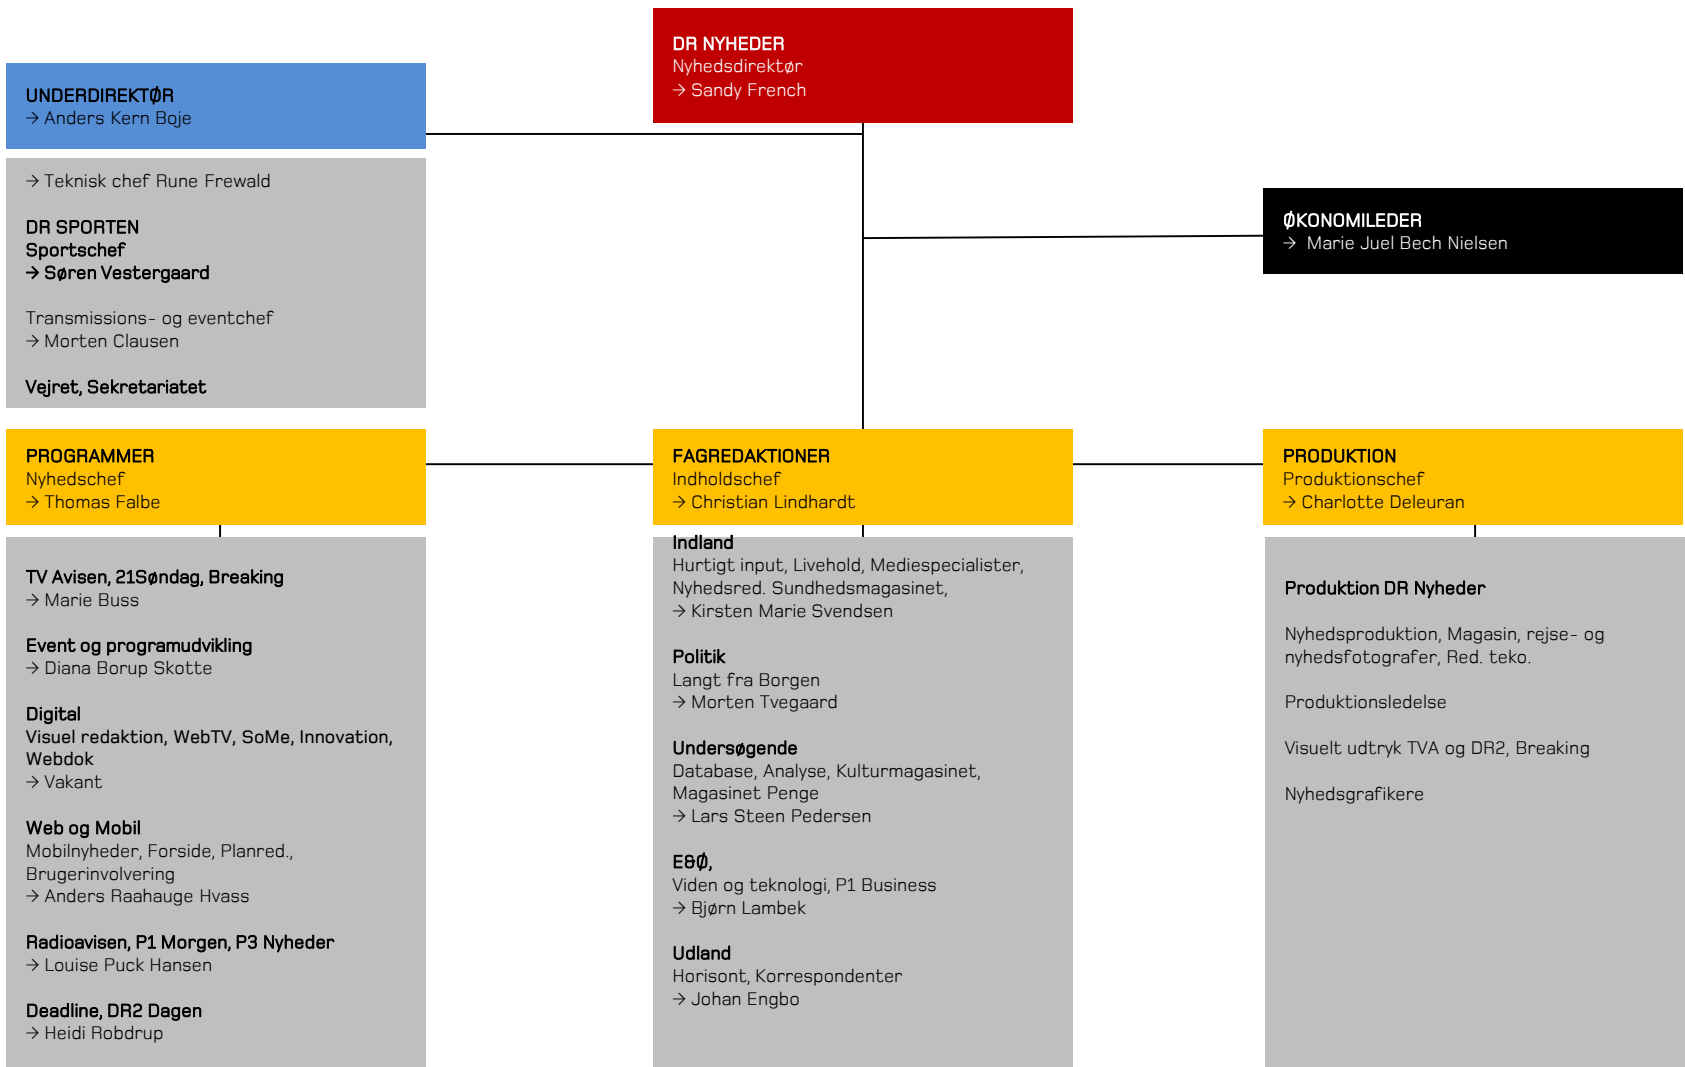 DR NYHEDER
Nyhedsdirektør
→ Sandy French
UNDERDIREKTØR
→ Anders Kern Boje
→ Teknisk chef Rune Frewald
DR SPORTEN
Sportschef
→ Søren Vestergaard
Transmissions- og eventchef
→ Morten Clausen
Vejret, Sekretariatet
ØKONOMILEDER
→ Marie Juel Bech Nielsen
PROGRAMMER
Nyhedschef
→ Thomas Falbe
TV Avisen, 21Søndag, Breaking
→ Marie Buss
Event og programudvikling
→ Diana Borup Skotte
Digital
Visuel redaktion, WebTV, SoMe, Innovation,
Webdok
→ Vakant
Web og Mobil
Mobilnyheder, Forside, Planred.,
Brugerinvolvering
→ Anders Raahauge Hvass
Radioavisen, P1 Morgen, P3 Nyheder
→ Louise Puck Hansen
Deadline, DR2 Dagen
→ Heidi Robdrup
FAGREDAKTIONER
Indholdschef
→ Christian Lindhardt
Indland
Hurtigt input, Livehold, Mediespecialister,
Nyhedsred. Sundhedsmagasinet,
→ Kirsten Marie Svendsen
Politik
Langt fra Borgen
→ Morten Tvegaard
Undersøgende
Database, Analyse, Kulturmagasinet,
Magasinet Penge
→ Lars Steen Pedersen
E&Ø,
Viden og teknologi, P1 Business
→ Bjørn Lambek
Udland
Horisont, Korrespondenter
→ Johan Engbo
PRODUKTION
Produktionschef
→ Charlotte Deleuran
Produktion DR Nyheder
Nyhedsproduktion, Magasin, rejse- og
nyhedsfotografer, Red. teko.
Produktionsledelse
Visuelt udtryk TVA og DR2, Breaking
Nyhedsgrafikere